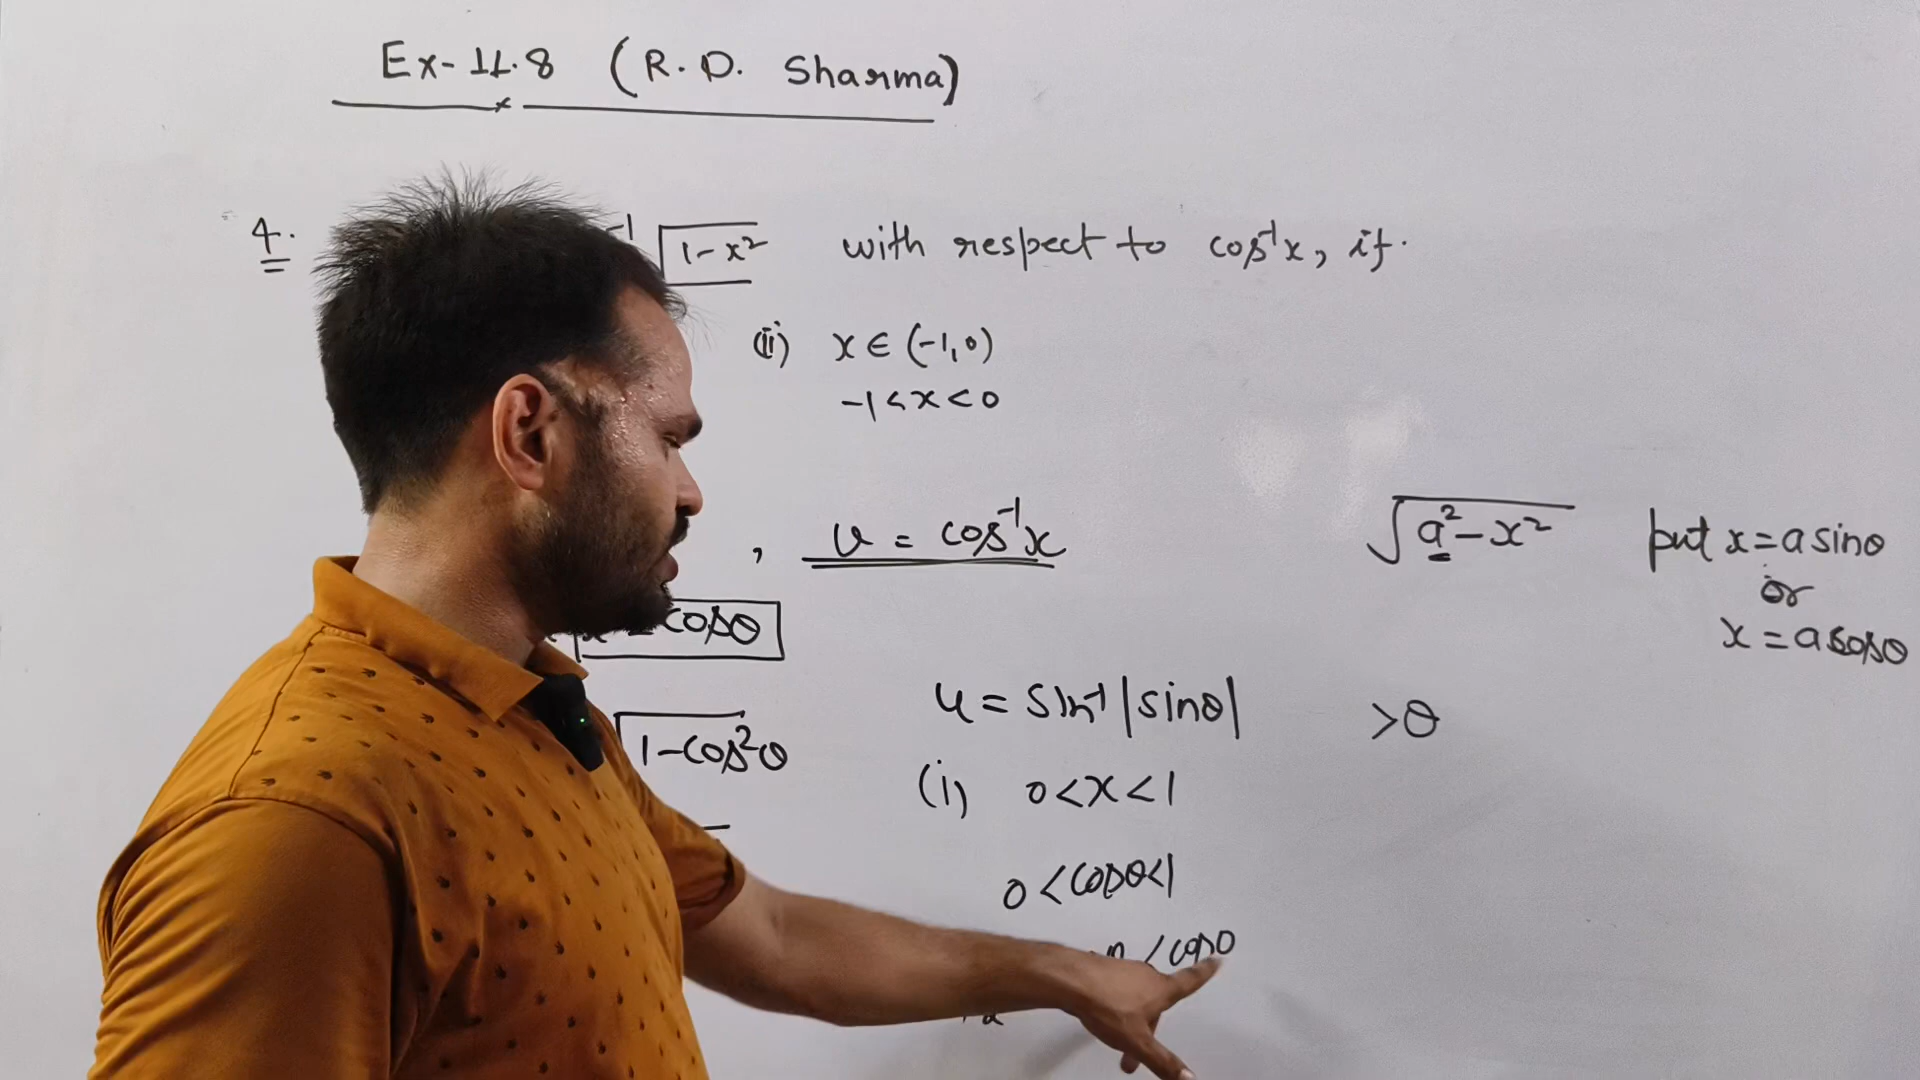 Ex-11.8 (R.D. Sharma)
4. √1-x² with respect to cos⁻¹x, if.
(ii) x ∈ (-1,0)
-1<x<0
, v = cos⁻¹x
√a²-x² put x=a sinθ
or
x = a cosθ
cosθ
u = sin⁻¹|sinθ| >θ
√1-cos²θ
(i) 0<x<1
0<cosθ<1
<cos0